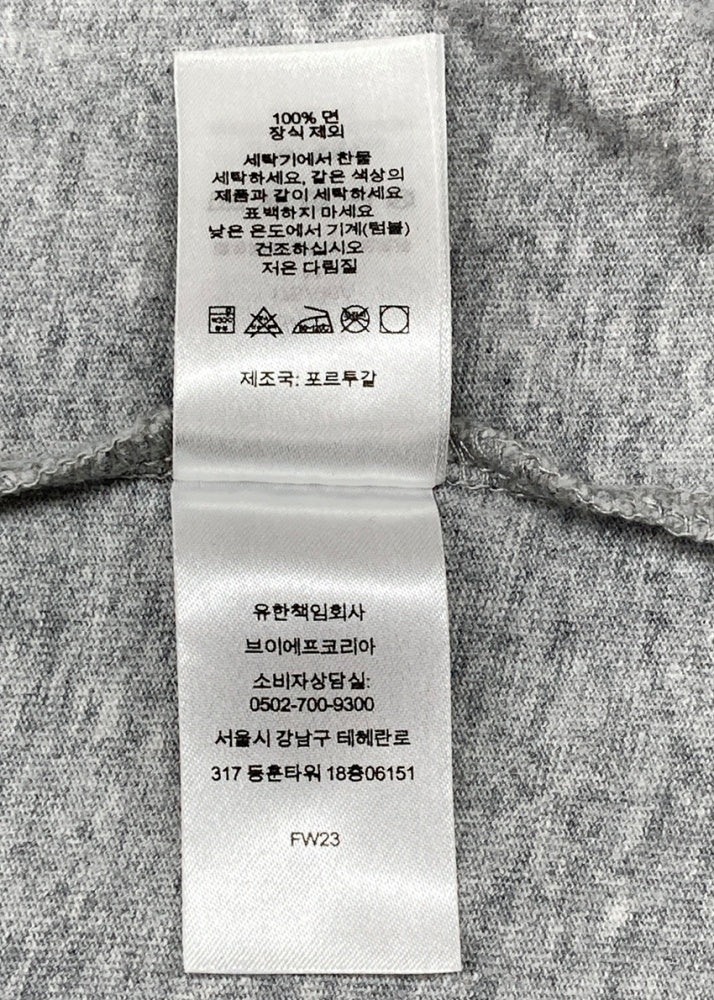 100% 면
장식 제외
세탁기에서 찬물
세탁하세요, 같은 색상의
제품과 같이 세탁하세요
표백하지 마세요
낮은 온도에서 기계(텀블)
건조하십시오
저온 다림질
제조국: 포르투갈
유한책임회사
브이에프코리아
소비자상담실:
0502-700-9300
서울시 강남구 테헤란로
317 동훈타워 18층06151
FW23